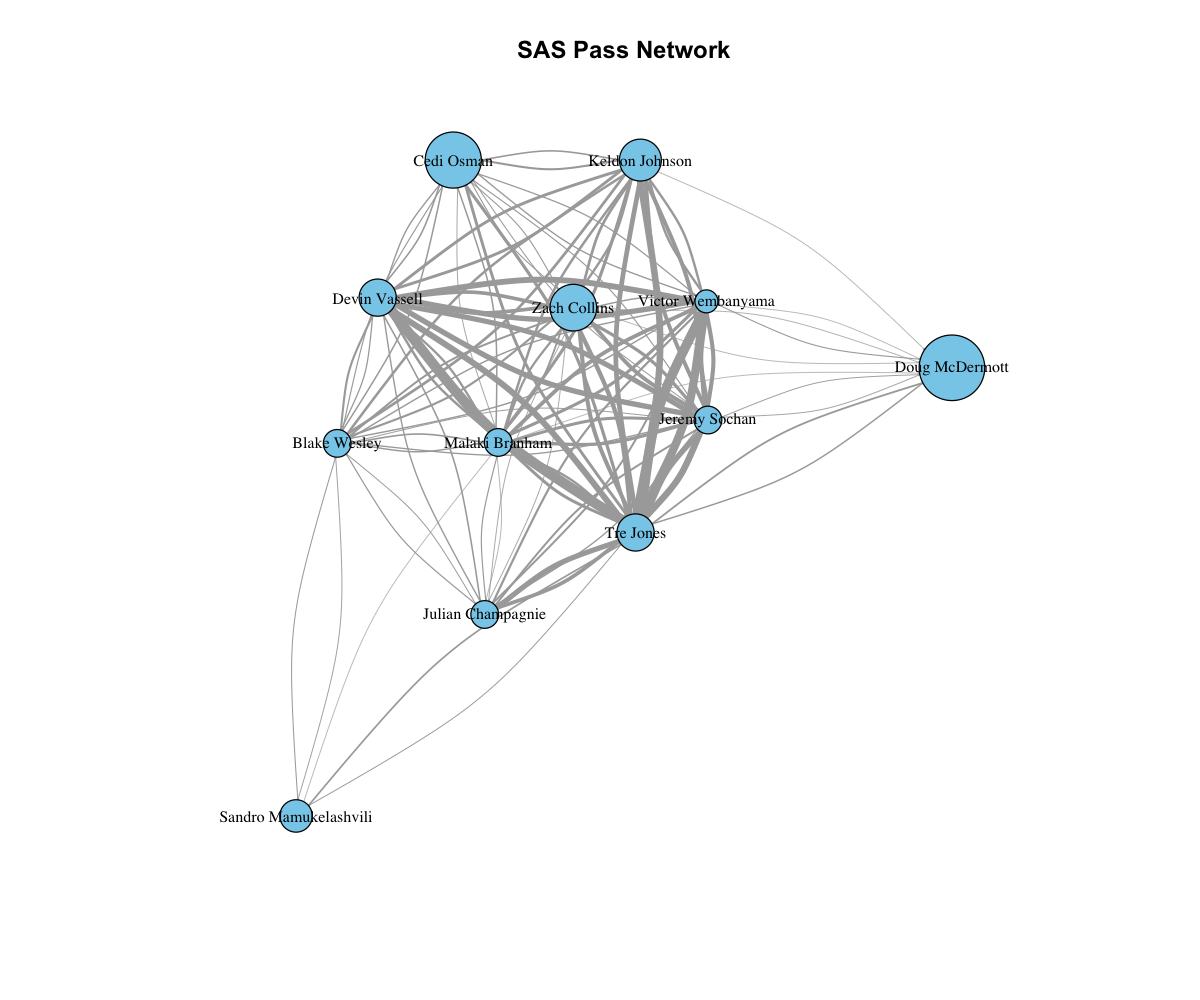 SAS Pass Network
Cedi Osman
Keldon Johnson
Devin Vassell
Zach Collins
Victor Wembanyama
Doug McDermott
Jeremy Sochan
Blake Wesley
Malaki Branham
Tre Jones
Julian Champagnie
Sandro Mamukelashvili